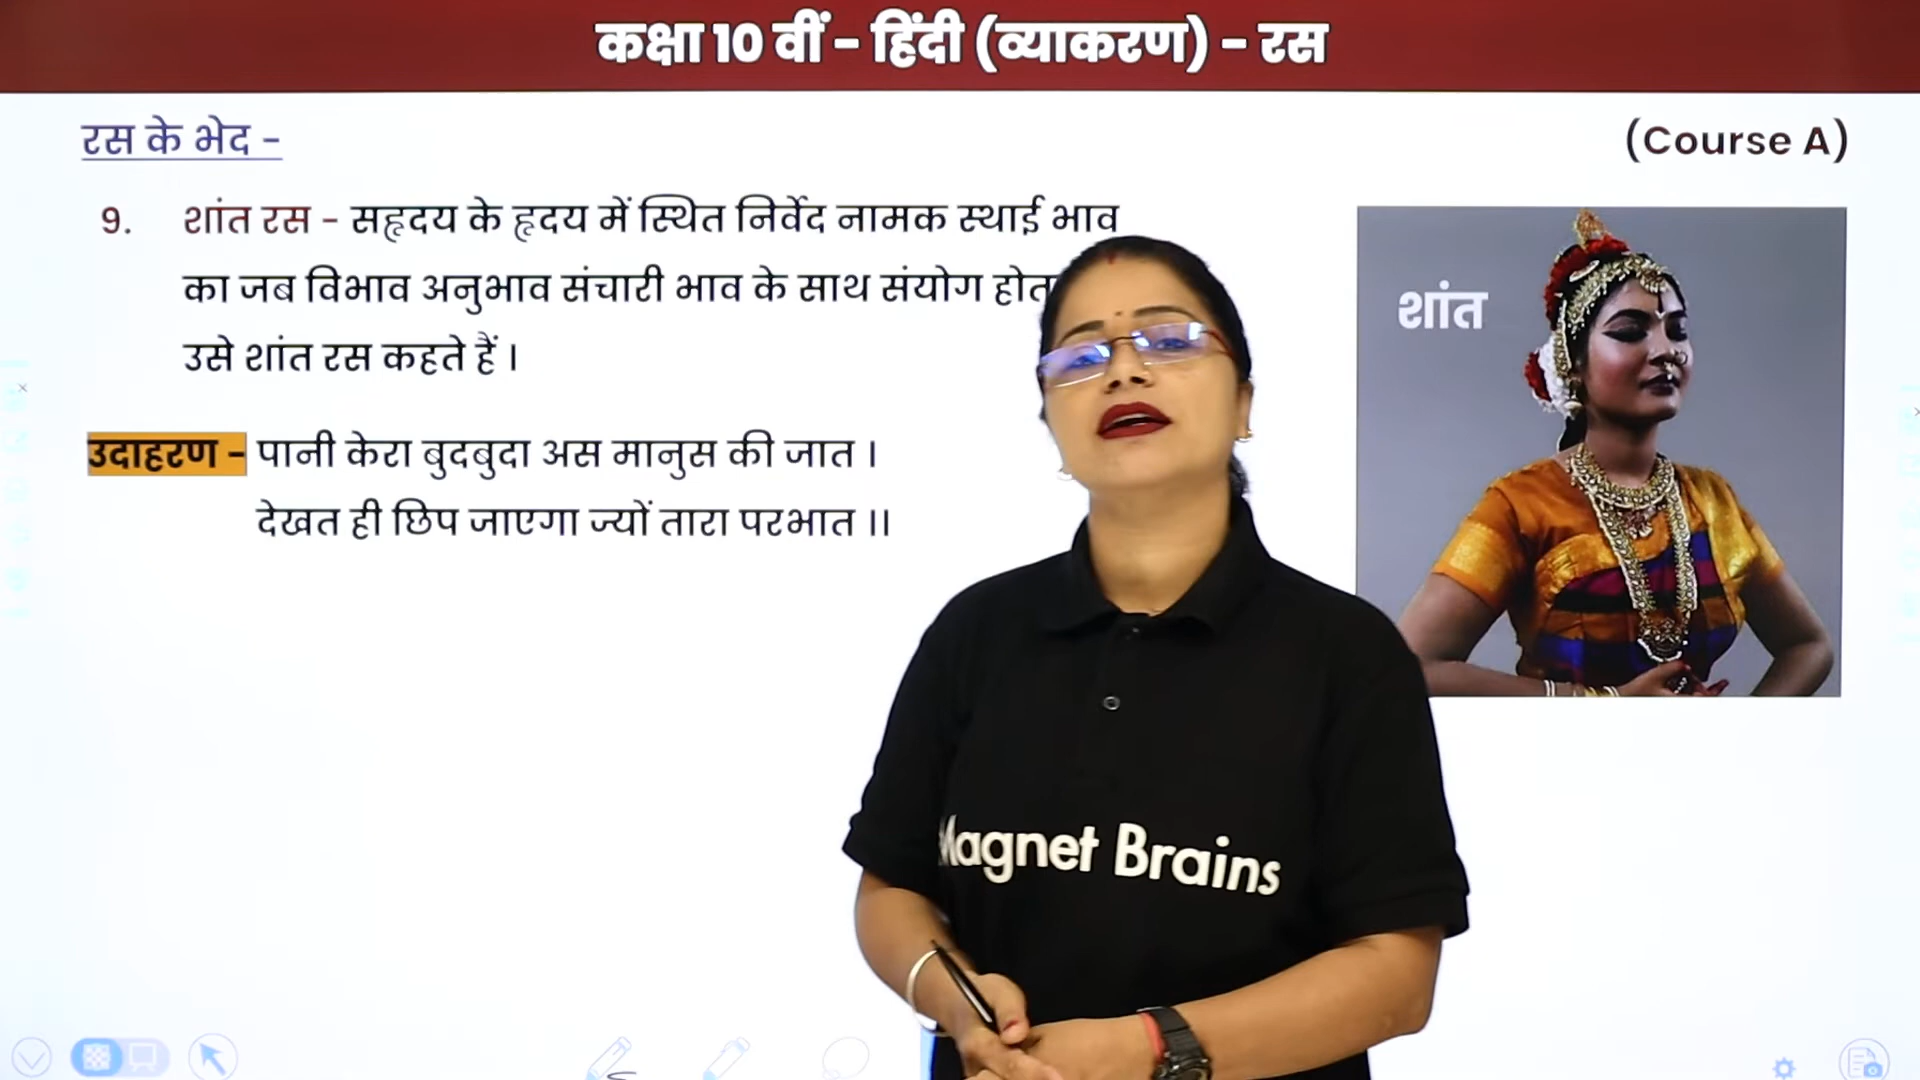 कक्षा 10 वीं - हिंदी (व्याकरण) - रस
रस के भेद -
(Course A)
9. शांत रस - सहृदय के हृदय में स्थित निर्वेद नामक स्थाई भाव
का जब विभाव अनुभाव संचारी भाव के साथ संयोग
उसे शांत रस कहते हैं ।
शांत
उदाहरण - पानी केरा बुदबुदा अस मानुस की जात ।
देखत ही छिप जाएगा ज्यों तारा परभात ।।
Magnet Brains